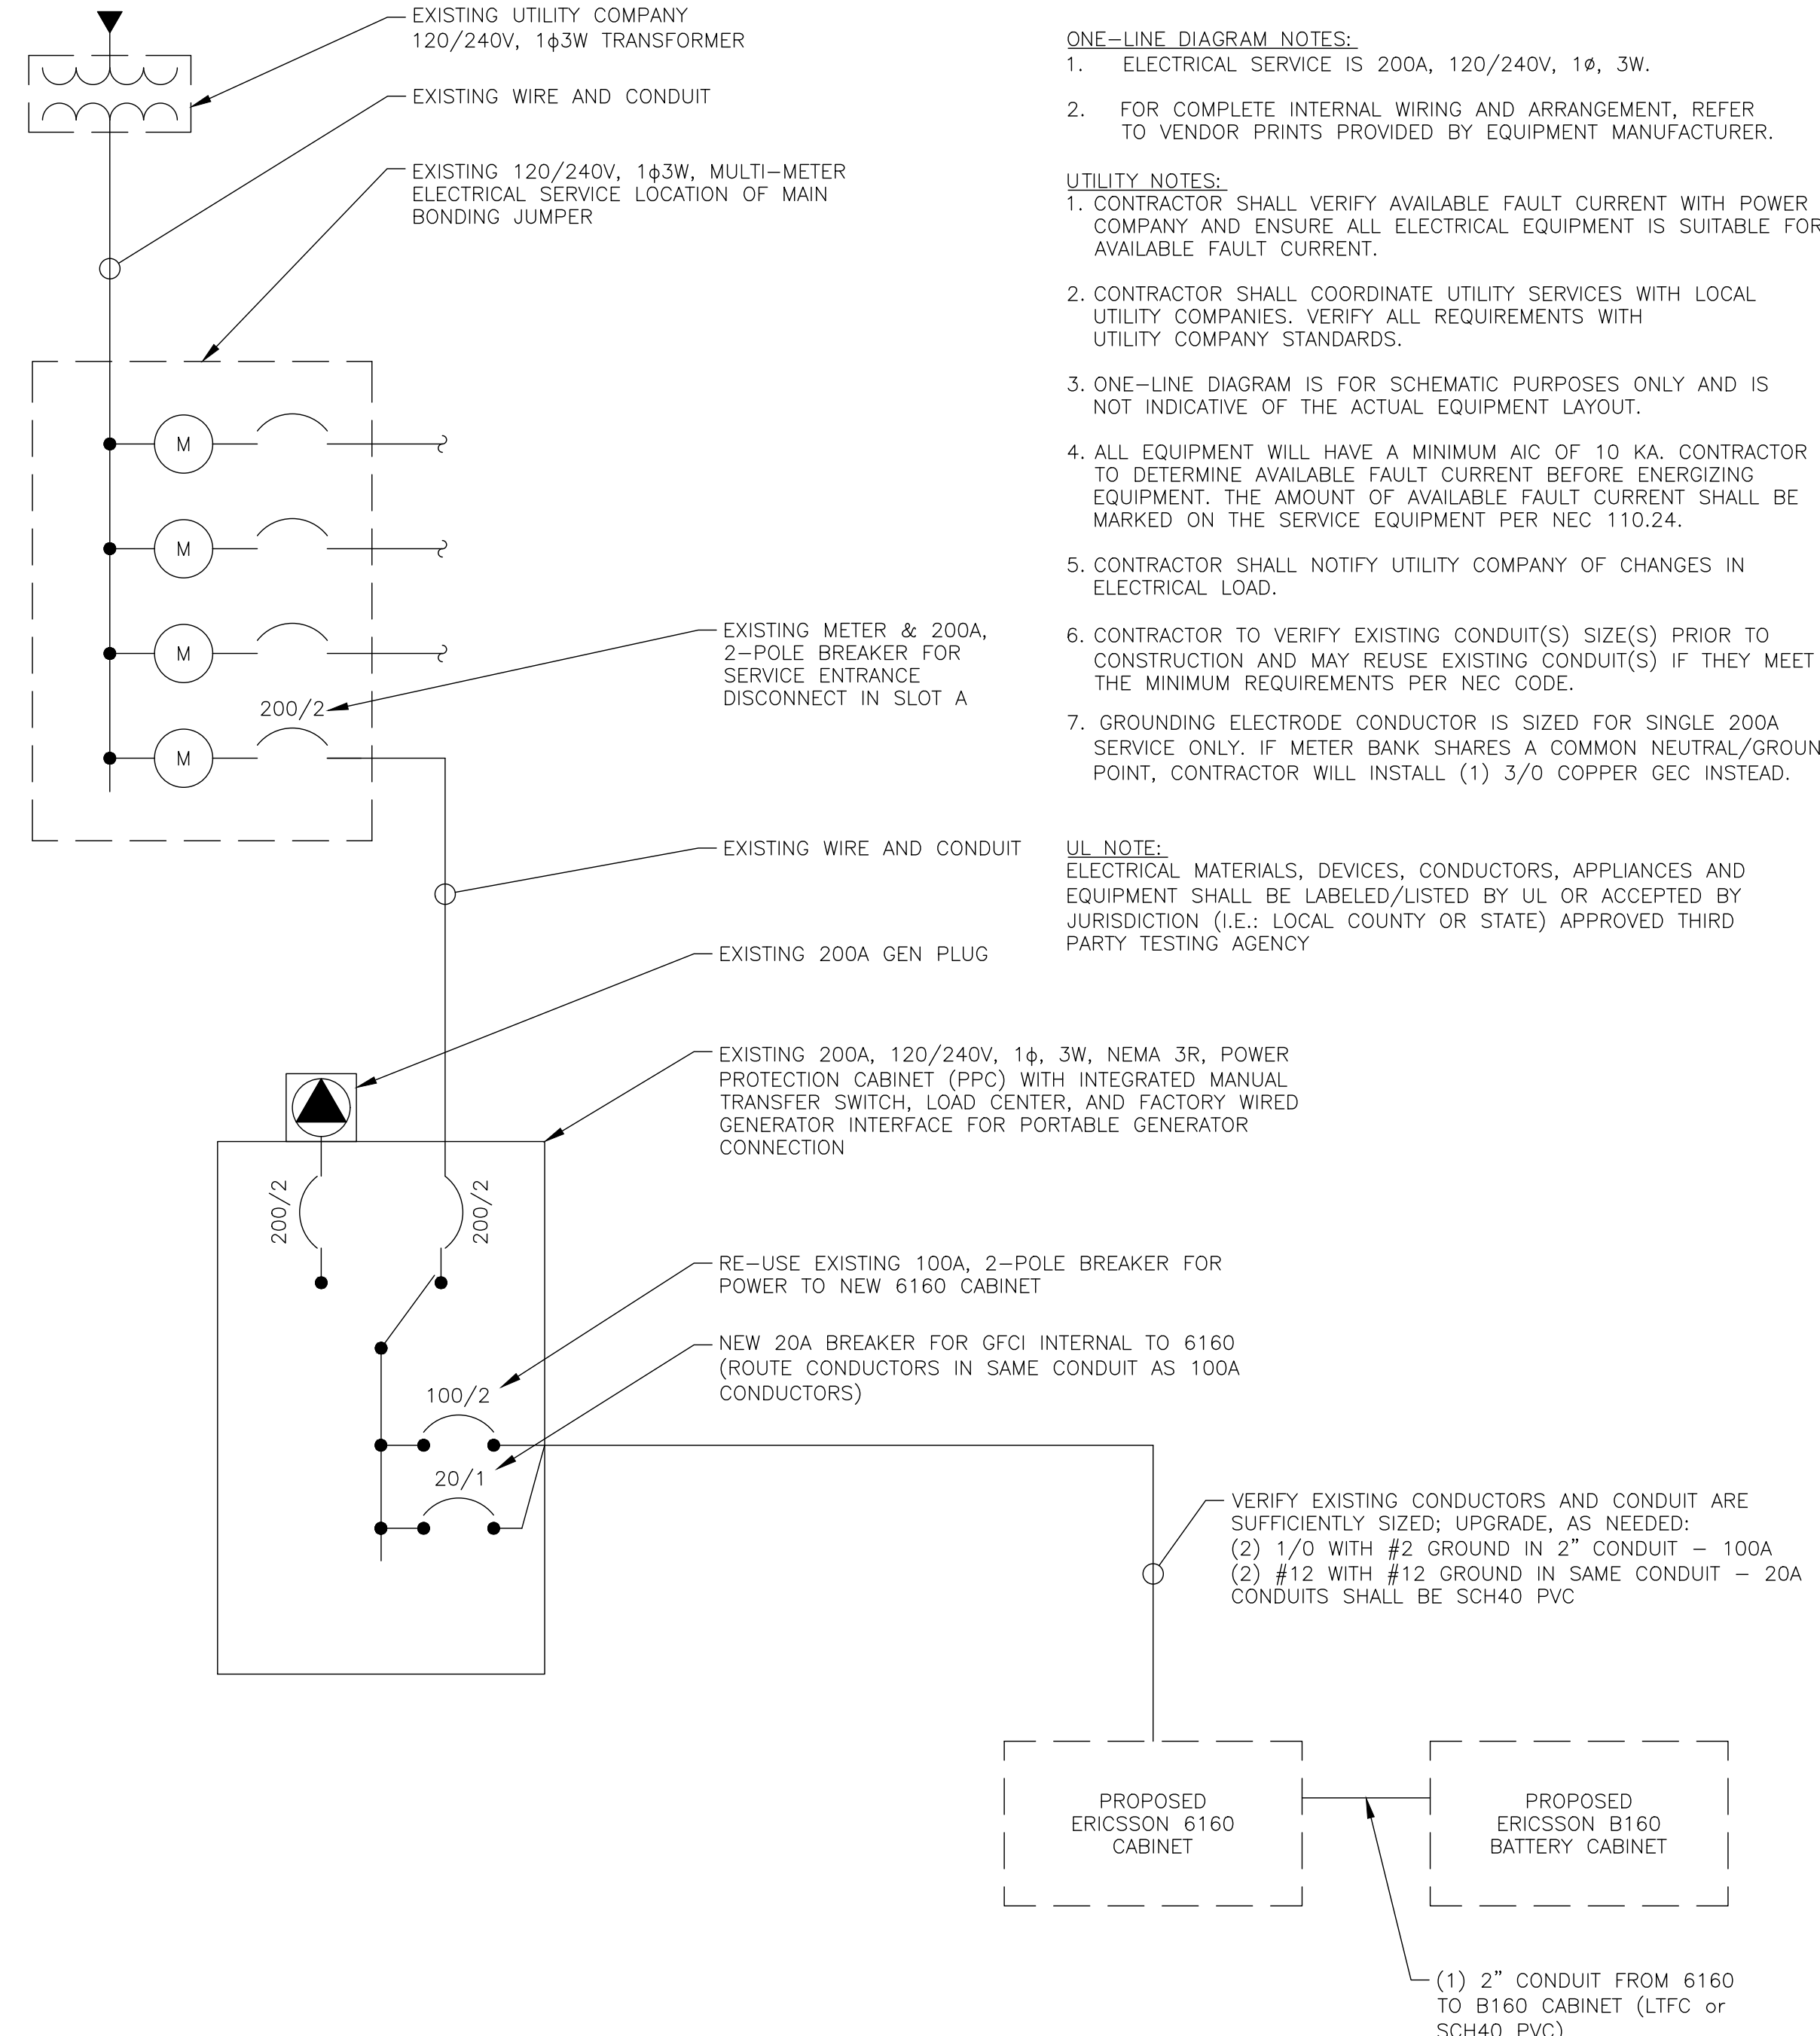 EXISTING UTILITY COMPANY
120/240V, 1ϕ3W TRANSFORMER
EXISTING WIRE AND CONDUIT
EXISTING 120/240V, 1ϕ3W, MULTI-METER
ELECTRICAL SERVICE LOCATION OF MAIN
BONDING JUMPER
M
M
M
M
200/2
EXISTING METER & 200A,
2-POLE BREAKER FOR
SERVICE ENTRANCE
DISCONNECT IN SLOT A
EXISTING WIRE AND CONDUIT
EXISTING 200A GEN PLUG
EXISTING 200A, 120/240V, 1ϕ, 3W, NEMA 3R, POWER
PROTECTION CABINET (PPC) WITH INTEGRATED MANUAL
TRANSFER SWITCH, LOAD CENTER, AND FACTORY WIRED
GENERATOR INTERFACE FOR PORTABLE GENERATOR
CONNECTION
200/2
200/2
RE-USE EXISTING 100A, 2-POLE BREAKER FOR
POWER TO NEW 6160 CABINET
NEW 20A BREAKER FOR GFCI INTERNAL TO 6160
(ROUTE CONDUCTORS IN SAME CONDUIT AS 100A
CONDUCTORS)
100/2
20/1
VERIFY EXISTING CONDUCTORS AND CONDUIT ARE
SUFFICIENTLY SIZED; UPGRADE, AS NEEDED:
(2) 1/0 WITH #2 GROUND IN 2" CONDUIT - 100A
(2) #12 WITH #12 GROUND IN SAME CONDUIT - 20A
CONDUITS SHALL BE SCH40 PVC
PROPOSED
ERICSSON 6160
CABINET
PROPOSED
ERICSSON B160
BATTERY CABINET
(1) 2" CONDUIT FROM 6160
TO B160 CABINET (LTFC or
SCH40 PVC)
ONE-LINE DIAGRAM NOTES:
1. ELECTRICAL SERVICE IS 200A, 120/240V, 1Ø, 3W.
2. FOR COMPLETE INTERNAL WIRING AND ARRANGEMENT, REFER
TO VENDOR PRINTS PROVIDED BY EQUIPMENT MANUFACTURER.
UTILITY NOTES:
1. CONTRACTOR SHALL VERIFY AVAILABLE FAULT CURRENT WITH POWER
COMPANY AND ENSURE ALL ELECTRICAL EQUIPMENT IS SUITABLE FOR
AVAILABLE FAULT CURRENT.
2. CONTRACTOR SHALL COORDINATE UTILITY SERVICES WITH LOCAL
UTILITY COMPANIES. VERIFY ALL REQUIREMENTS WITH
UTILITY COMPANY STANDARDS.
3. ONE-LINE DIAGRAM IS FOR SCHEMATIC PURPOSES ONLY AND IS
NOT INDICATIVE OF THE ACTUAL EQUIPMENT LAYOUT.
4. ALL EQUIPMENT WILL HAVE A MINIMUM AIC OF 10 KA. CONTRACTOR
TO DETERMINE AVAILABLE FAULT CURRENT BEFORE ENERGIZING
EQUIPMENT. THE AMOUNT OF AVAILABLE FAULT CURRENT SHALL BE
MARKED ON THE SERVICE EQUIPMENT PER NEC 110.24.
5. CONTRACTOR SHALL NOTIFY UTILITY COMPANY OF CHANGES IN
ELECTRICAL LOAD.
6. CONTRACTOR TO VERIFY EXISTING CONDUIT(S) SIZE(S) PRIOR TO
CONSTRUCTION AND MAY REUSE EXISTING CONDUIT(S) IF THEY MEET
THE MINIMUM REQUIREMENTS PER NEC CODE.
7. GROUNDING ELECTRODE CONDUCTOR IS SIZED FOR SINGLE 200A
SERVICE ONLY. IF METER BANK SHARES A COMMON NEUTRAL/GROUN
POINT, CONTRACTOR WILL INSTALL (1) 3/0 COPPER GEC INSTEAD.
UL NOTE:
ELECTRICAL MATERIALS, DEVICES, CONDUCTORS, APPLIANCES AND
EQUIPMENT SHALL BE LABELED/LISTED BY UL OR ACCEPTED BY
JURISDICTION (I.E.: LOCAL COUNTY OR STATE) APPROVED THIRD
PARTY TESTING AGENCY